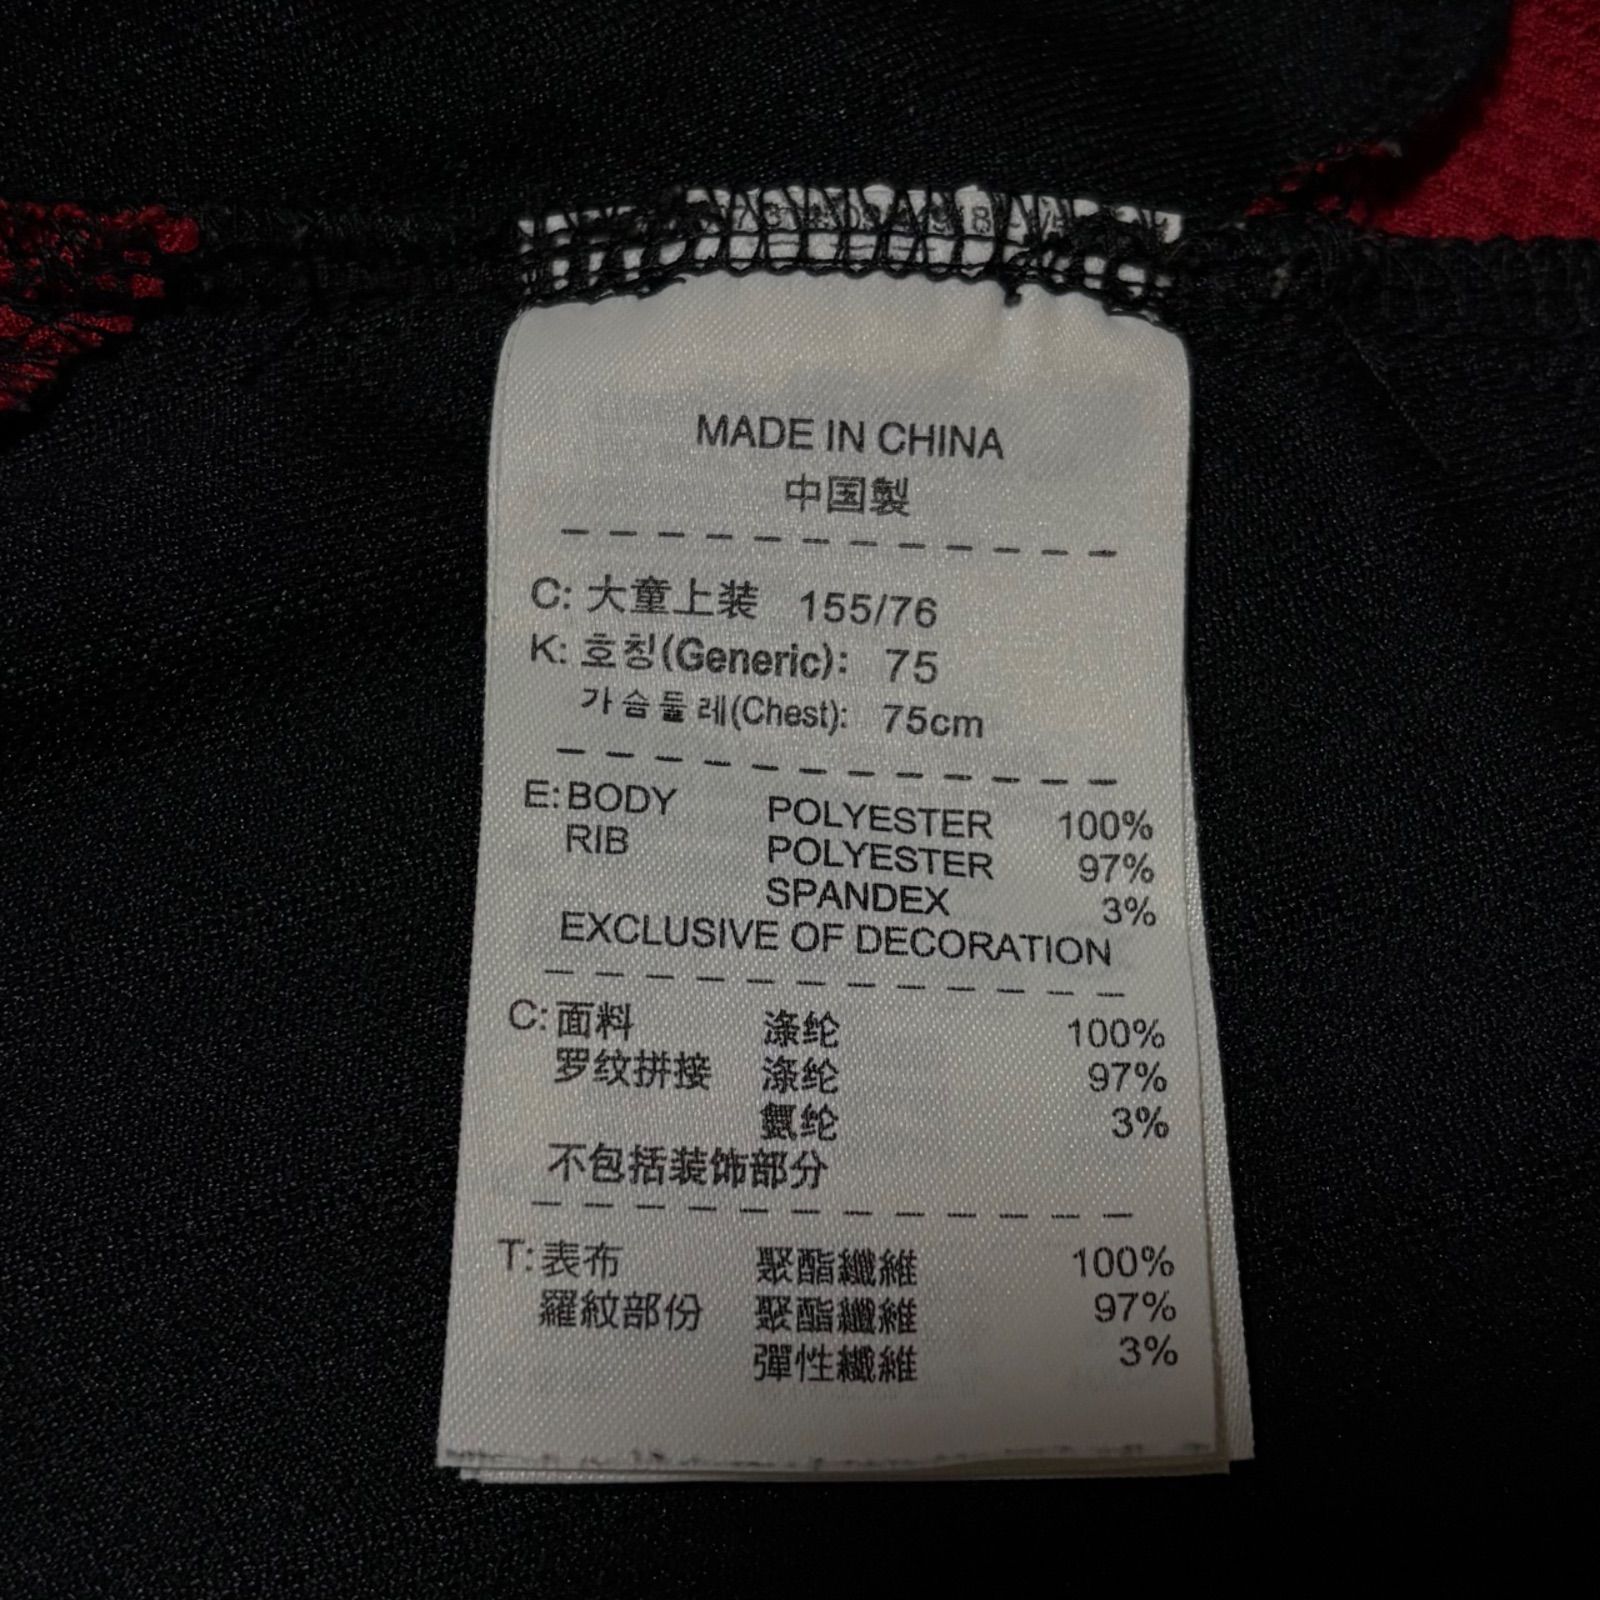 MADE IN CHINA
中国製
C: 大童上装 155/76
K: 호칭(Generic): 75
가슴둘레(Chest): 75cm
E: BODY POLYESTER 100%
RIB POLYESTER 97%
SPANDEX 3%
EXCLUSIVE OF DECORATION
C: 面料 涤纶 100%
罗纹拼接 涤纶 97%
氨纶 3%
不包括装饰部分
T: 表布 聚酯纖維 100%
羅紋部份 聚酯纖維 97%
彈性纖維 3%